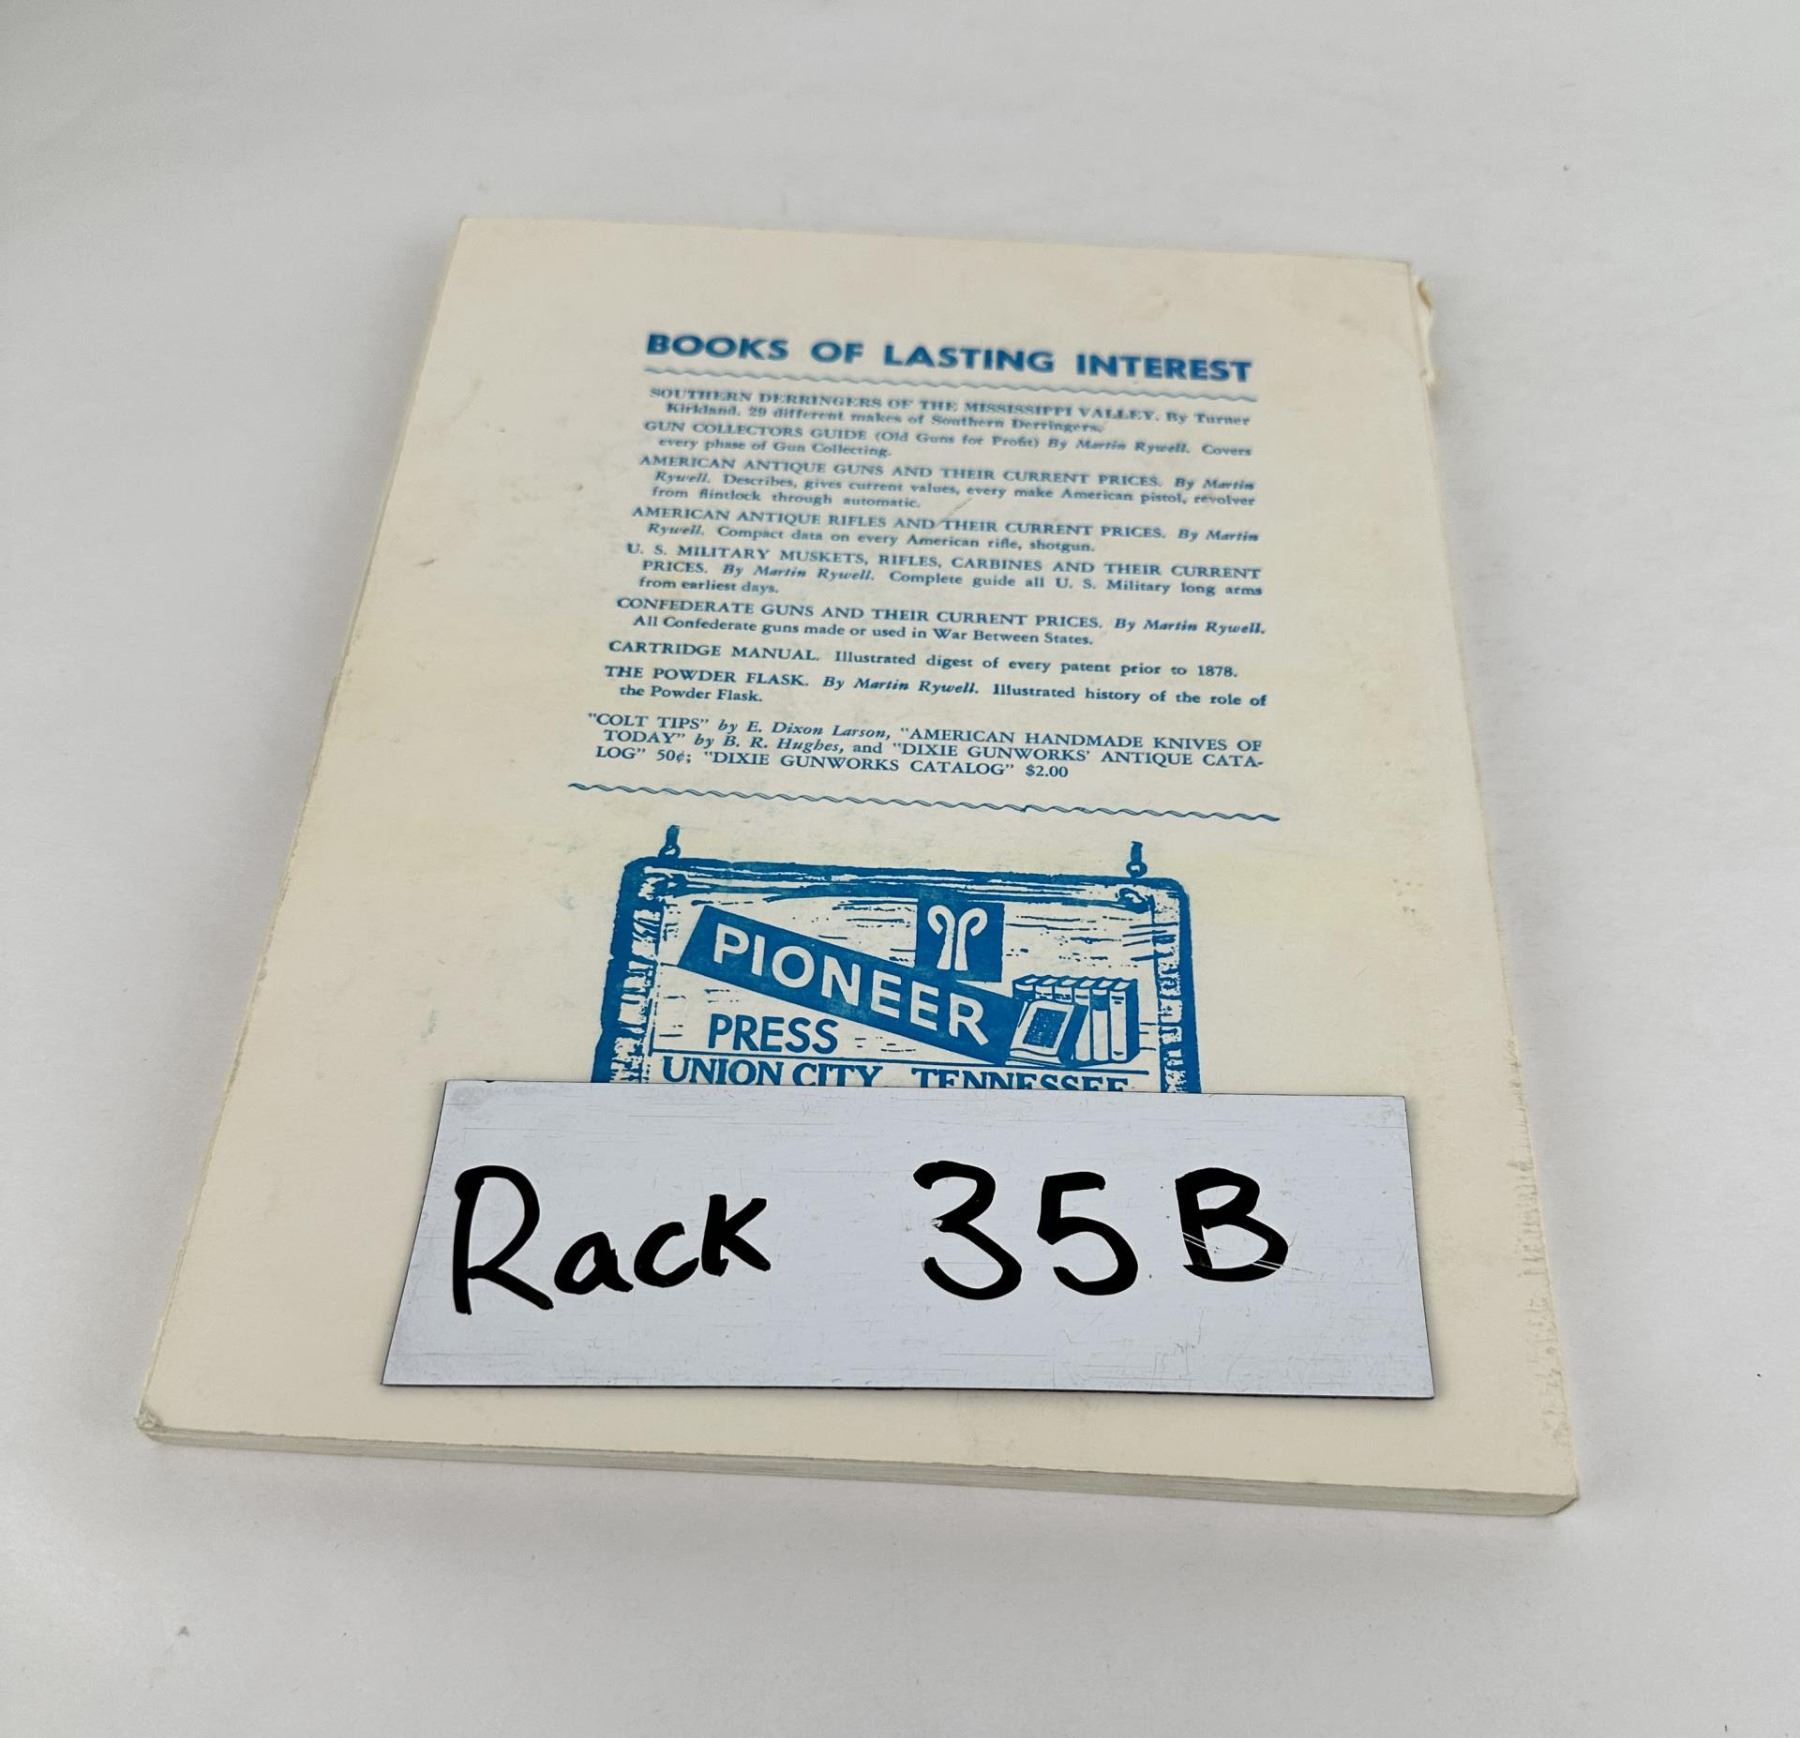 BOOKS OF LASTING INTEREST
SOUTHERN DERRINGERS OF THE MISSISSIPPI VALLEY. By Turner
Kirkland. 29 different makes of Southern Derringers.
GUN COLLECTORS GUIDE (Old Guns for Profit) By Martin Rywell. Covers
every phase of Gun Collecting.
AMERICAN ANTIQUE GUNS AND THEIR CURRENT PRICES. By Martin
Rywell. Describes, gives current values, every make American pistol, revolver
from flintlock through automatic.
AMERICAN ANTIQUE RIFLES AND THEIR CURRENT PRICES. By Martin
Rywell. Compact data on every American rifle, shotgun.
U. S. MILITARY MUSKETS, RIFLES, CARBINES AND THEIR CURRENT
PRICES. By Martin Rywell. Complete guide all U. S. Military long arms
from earliest days.
CONFEDERATE GUNS AND THEIR CURRENT PRICES. By Martin Rywell.
All Confederate guns made or used in War Between States.
CARTRIDGE MANUAL. Illustrated digest of every patent prior to 1878.
THE POWDER FLASK. By Martin Rywell. Illustrated history of the role of
the Powder Flask.
"COLT TIPS" by E. Dixon Larson, "AMERICAN HANDMADE KNIVES OF
TODAY" by B. R. Hughes, and "DIXIE GUNWORKS' ANTIQUE CATA-
LOG" 50¢; "DIXIE GUNWORKS CATALOG" $2.00
PIONEER
PRESS
UNION CITY, TENNESSEE
Rack 35B